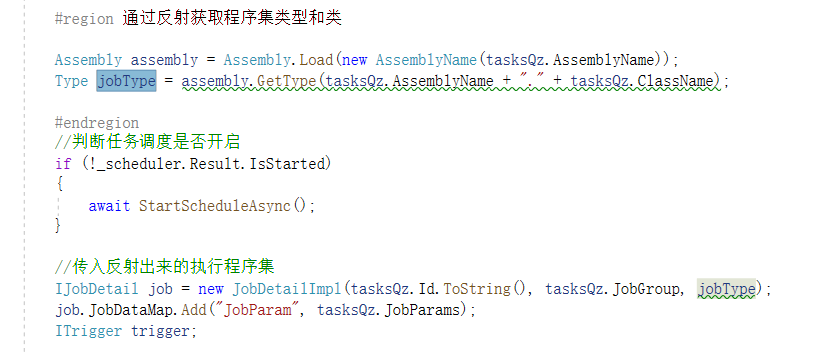 #region 通过反射获取程序集类型和类
Assembly assembly = Assembly.Load(new AssemblyName(tasksQz.AssemblyName));
Type jobType = assembly.GetType(tasksQz.AssemblyName + "." + tasksQz.ClassName);
#endregion
//判断任务调度是否开启
if (!_scheduler.Result.IsStarted)
{
await StartScheduleAsync();
}
//传入反射出来的执行程序集
IJobDetail job = new JobDetailImpl(tasksQz.Id.ToString(), tasksQz.JobGroup, jobType);
job.JobDataMap.Add("JobParam", tasksQz.JobParams);
ITrigger trigger;